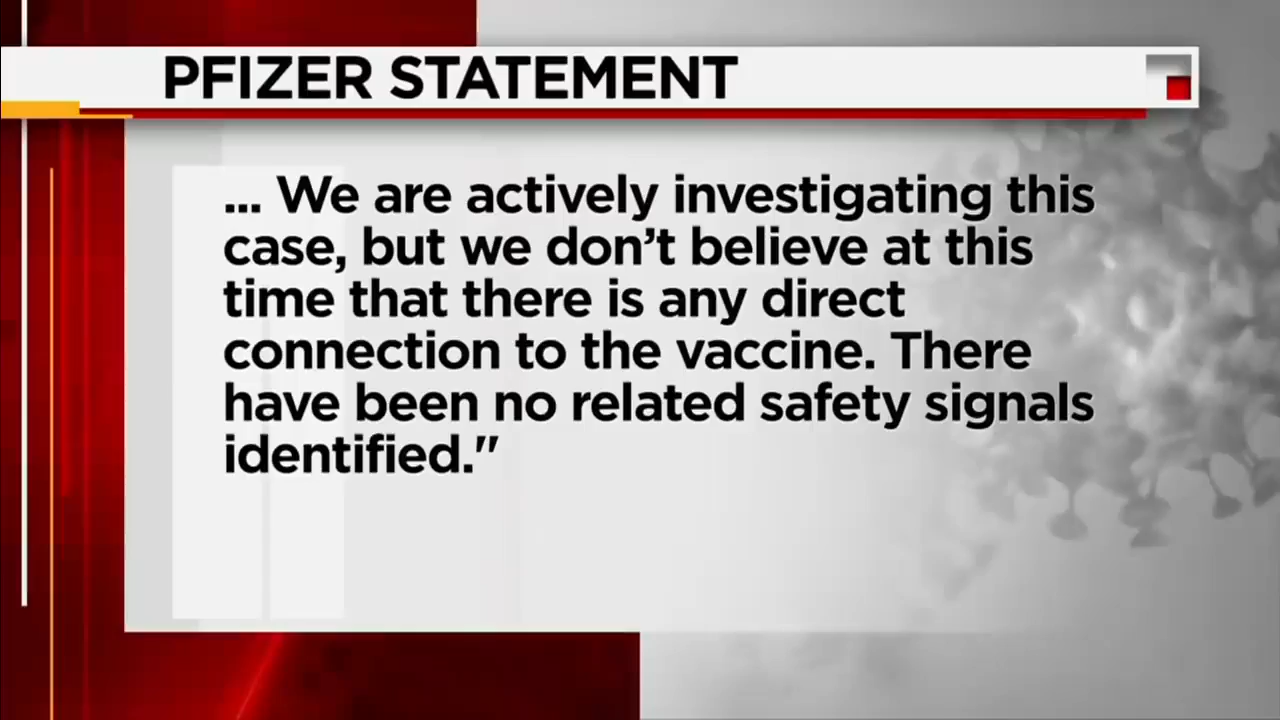 PFIZER STATEMENT
... We are actively investigating this
case, but we don’t believe at this
time that there is any direct
connection to the vaccine. There
have been no related safety signals
identified."